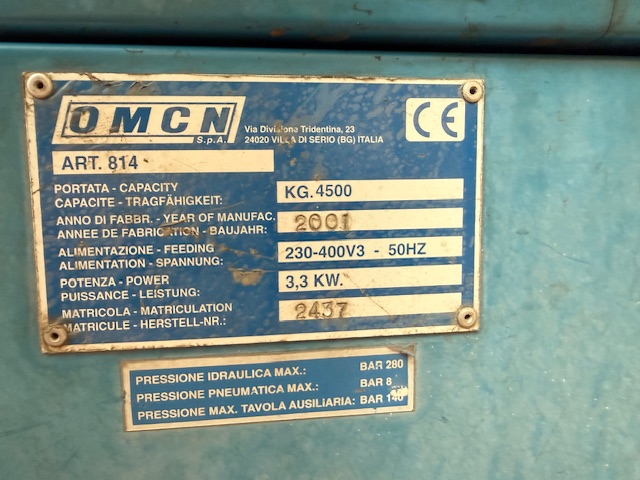 OMCN
S.p.A.
Via Divisione Tridentina, 23
24020 VILLA DI SERIO (BG) ITALIA
CE
ART. 814
PORTATA - CAPACITY
CAPACITE - TRAGFÄHIGKEIT:
KG. 4500
ANNO DI FABBR. - YEAR OF MANUFAC.
ANNEE DE FABRICATION - BAUJAHR:
2001
ALIMENTAZIONE - FEEDING
ALIMENTATION - SPANNUNG:
230-400V3 - 50HZ
POTENZA - POWER
PUISSANCE - LEISTUNG:
3,3 KW.
MATRICOLA - MATRICULATION
MATRICULE - HERSTELL-NR.:
2437
PRESSIONE IDRAULICA MAX.: BAR 280
PRESSIONE PNEUMATICA MAX.: BAR 8
PRESSIONE MAX. TAVOLA AUSILIARIA: BAR 140